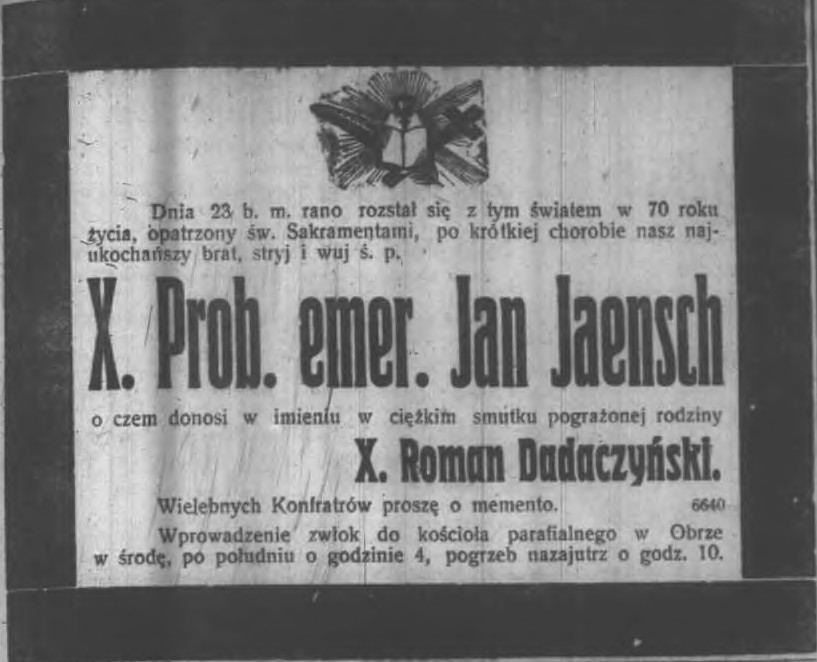 Dnia 23 b. m. rano rozstał się z tym światem w 70 roku
życia, opatrzony św. Sakramentami, po krótkiej chorobie nasz naj-
ukochańszy brat, stryj i wuj ś. p.
X. Prob. emer. Jan Jaensch
o czem donosi w imieniu w ciężkim smutku pogrążonej rodziny
X. Roman Dadaczyński.
Wielebnych Konfratrów proszę o memento. 6640
Wprowadzenie zwłok do kościoła parafialnego w Obrze
w środę, po południu o godzinie 4, pogrzeb nazajutrz o godz. 10.